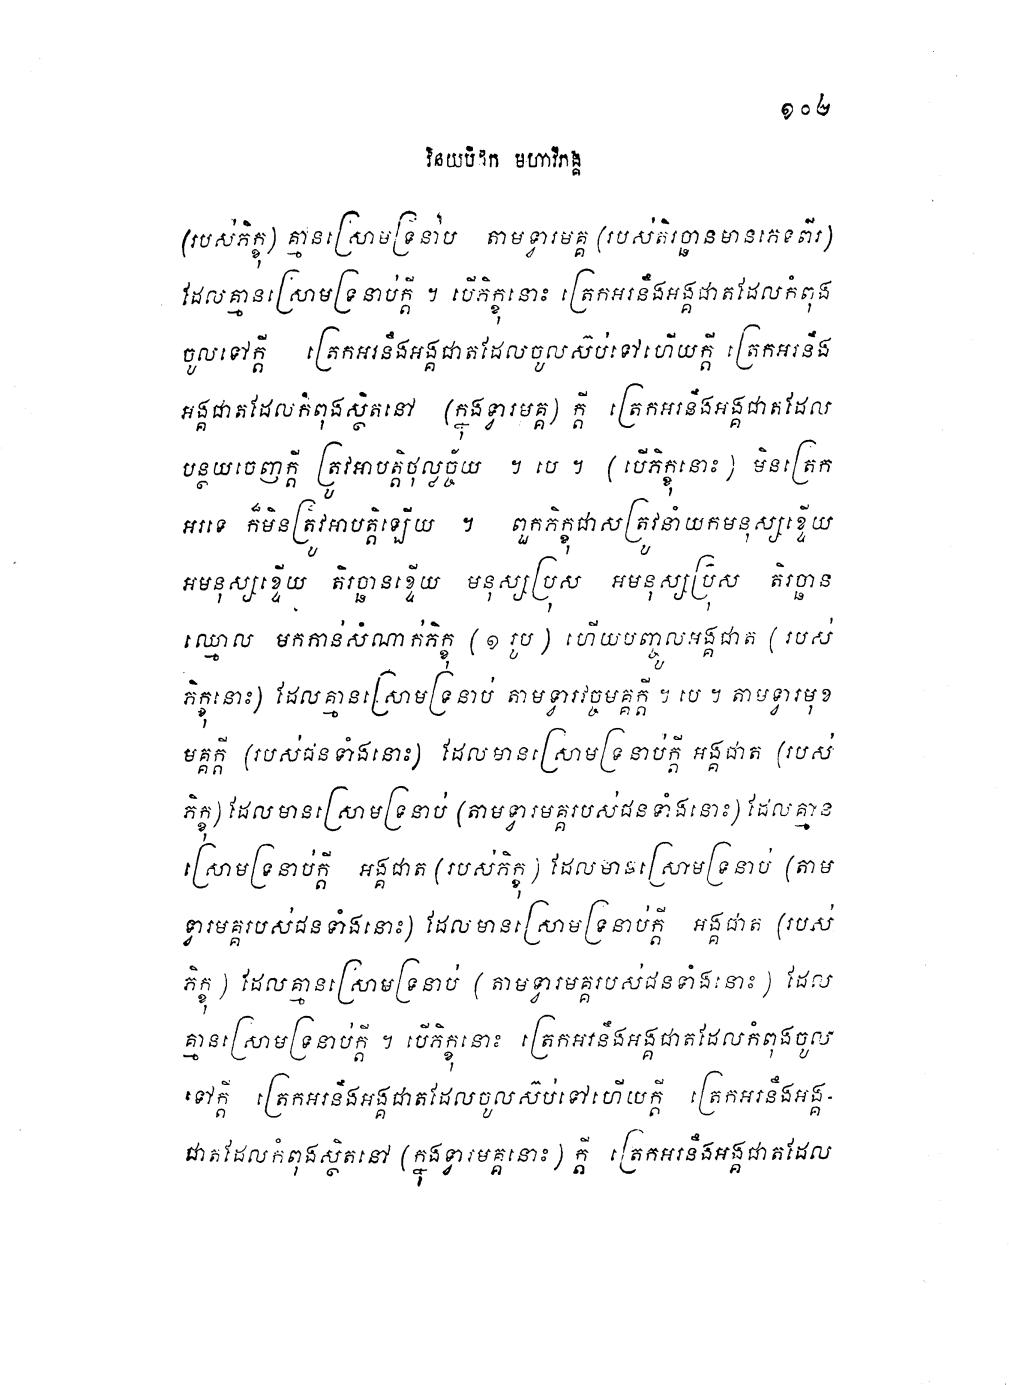 ១០២
វិនយបិដក មហាវិភង្គ
(របស់ភិក្ខុ) គ្មានស្រោមទ្រនាប់ តាមទ្វារមគ្គ (របស់តិរច្ឆានមានភេទពីរ)
ដែលគ្មានស្រោមទ្រនាប់ក្តី ។ បើភិក្ខុនោះ ត្រេកអរនឹងអង្គជាតដែលកំពុង
ចូលទៅក្តី ត្រេកអរនឹងអង្គជាតដែលចូលស៊ប់ទៅហើយក្តី ត្រេកអរនឹង
អង្គជាតដែលកំពុងស្ថិតនៅ (ក្នុងទ្វារមគ្គ) ក្តី ត្រេកអរនឹងអង្គជាតដែល
បន្ថយចេញក្តី ត្រូវអាបត្តិថុល្លច្ច័យ ។ បេ ។ (បើភិក្ខុនោះ) មិនត្រេក
អរទេ ក៏មិនត្រូវអាបត្តិឡើយ ។ ពួកភិក្ខុជាសត្រូវនាំយកមនុស្សខ្ទើយ
អមនុស្សខ្ទើយ តិរច្ឆានខ្ទើយ មនុស្សប្រុស អមនុស្សប្រុស តិរច្ឆាន
ឈ្មោល មកកាន់សំណាក់ភិក្ខុ (១ រូប) ហើយបញ្ចូលអង្គជាត (របស់
ភិក្ខុនោះ) ដែលគ្មានស្រោមទ្រនាប់ តាមទ្វារវច្ចមគ្គក្តី ។ បេ ។ តាមទ្វារមុខ
មគ្គក្តី (របស់ជនទាំងនោះ) ដែលមានស្រោមទ្រនាប់ក្តី អង្គជាត (របស់
ភិក្ខុ) ដែលមានស្រោមទ្រនាប់ (តាមទ្វារមគ្គរបស់ជនទាំងនោះ) ដែលគ្មាន
ស្រោមទ្រនាប់ក្តី អង្គជាត (របស់ភិក្ខុ) ដែលមានស្រោមទ្រនាប់ (តាម
ទ្វារមគ្គរបស់ជនទាំងនោះ) ដែលមានស្រោមទ្រនាប់ក្តី អង្គជាត (របស់
ភិក្ខុ) ដែលគ្មានស្រោមទ្រនាប់ (តាមទ្វារមគ្គរបស់ជនទាំងនោះ) ដែល
គ្មានស្រោមទ្រនាប់ក្តី ។ បើភិក្ខុនោះ ត្រេកអរនឹងអង្គជាតដែលកំពុងចូល
ទៅក្តី ត្រេកអរនឹងអង្គជាតដែលចូលស៊ប់ទៅហើយក្តី ត្រេកអរនឹងអង្គ-
ជាតដែលកំពុងស្ថិតនៅ (ក្នុងទ្វារមគ្គនោះ) ក្តី ត្រេកអរនឹងអង្គជាតដែល